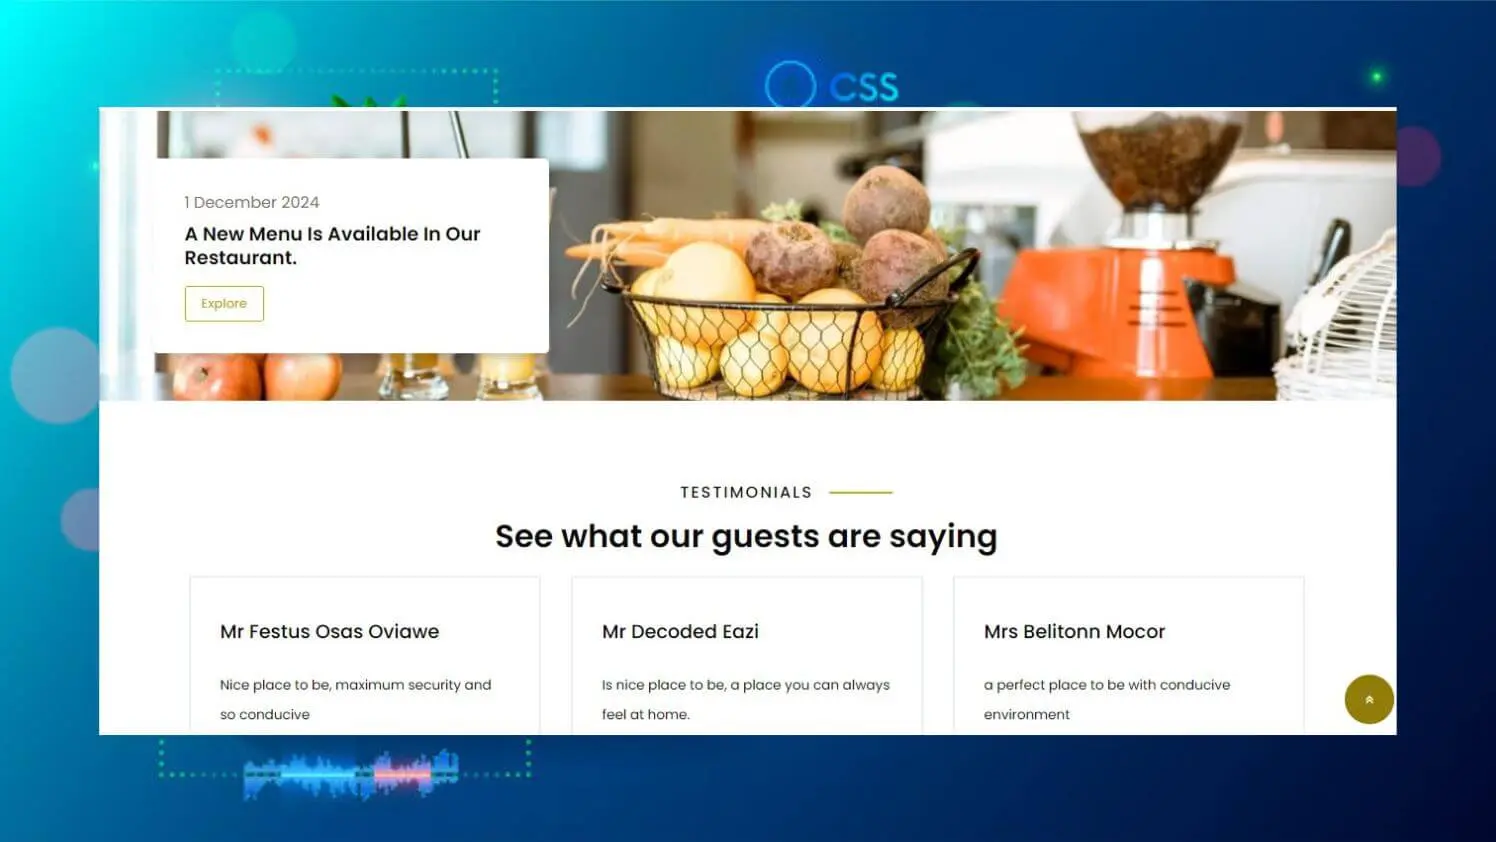 CSS
1 December 2024
A New Menu Is Available In Our
Restaurant.
Explore
TESTIMONIALS
See what our guests are saying
Mr Festus Osas Oviawe
Nice place to be, maximum security and
so conducive
Mr Decoded Eazi
Is nice place to be, a place you can always
feel at home.
Mrs Belitonn Mocor
a perfect place to be with conducive
environment